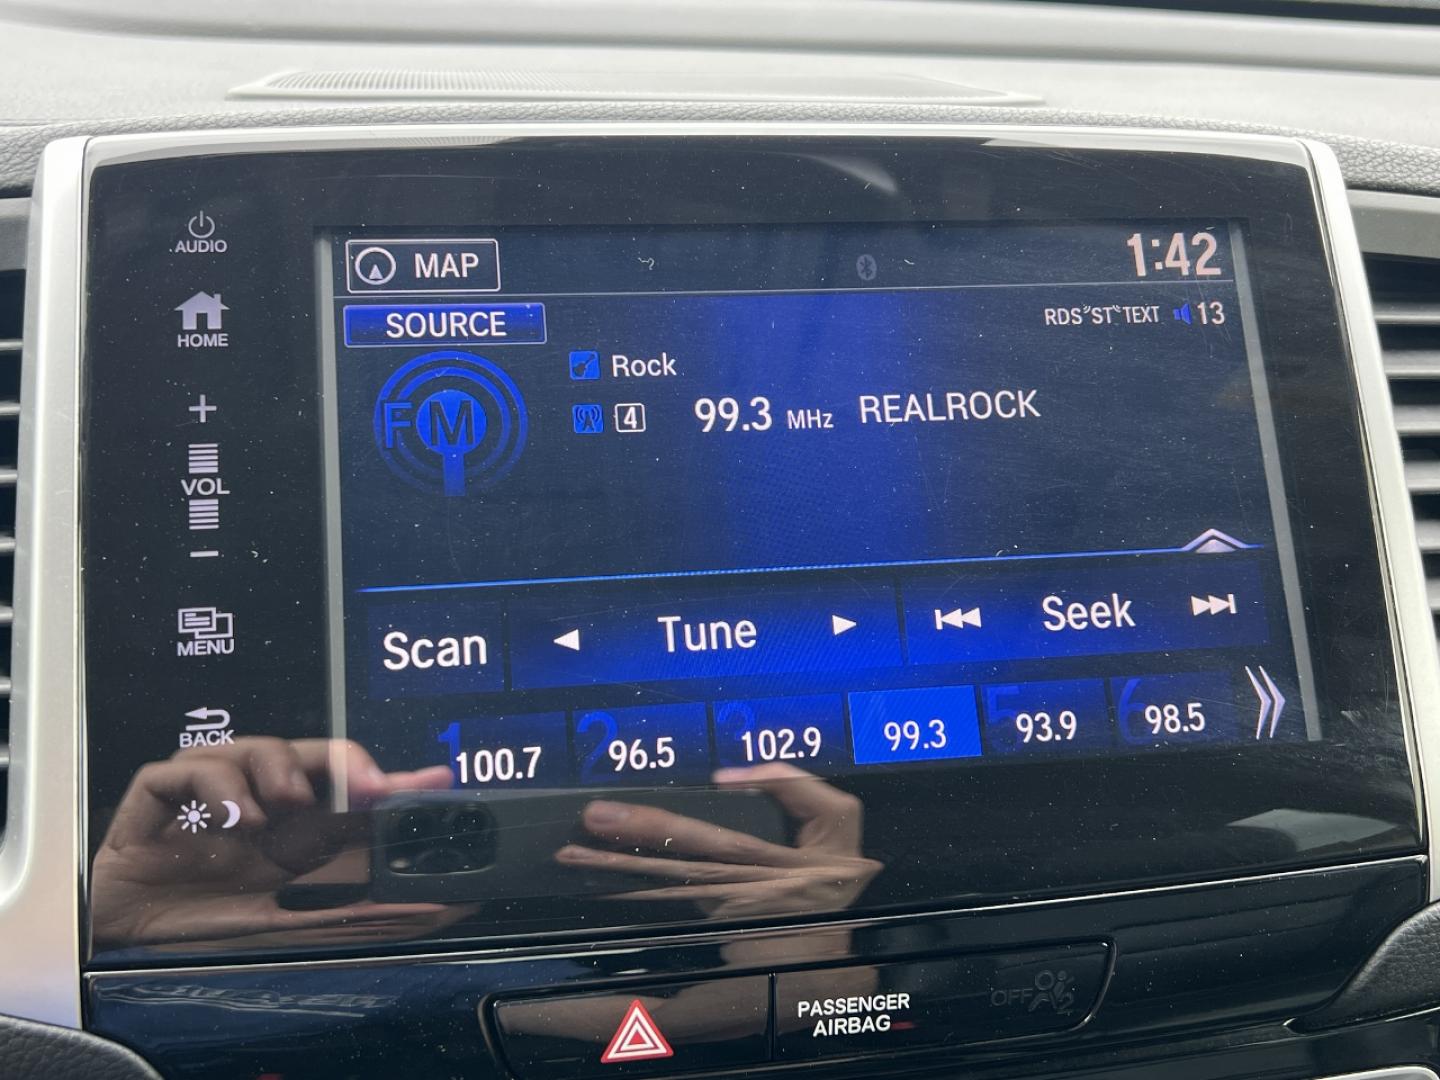 AUDIO
MAP
1:42
SOURCE
RDS ST TEXT 13
HOME
Rock
FM
4 99.3 MHz REALROCK
+
VOL
−
Scan Tune Seek
MENU
1 100.7 2 96.5 3 102.9 99.3 5 93.9 6 98.5
BACK
PASSENGER
AIRBAG
OFF 2